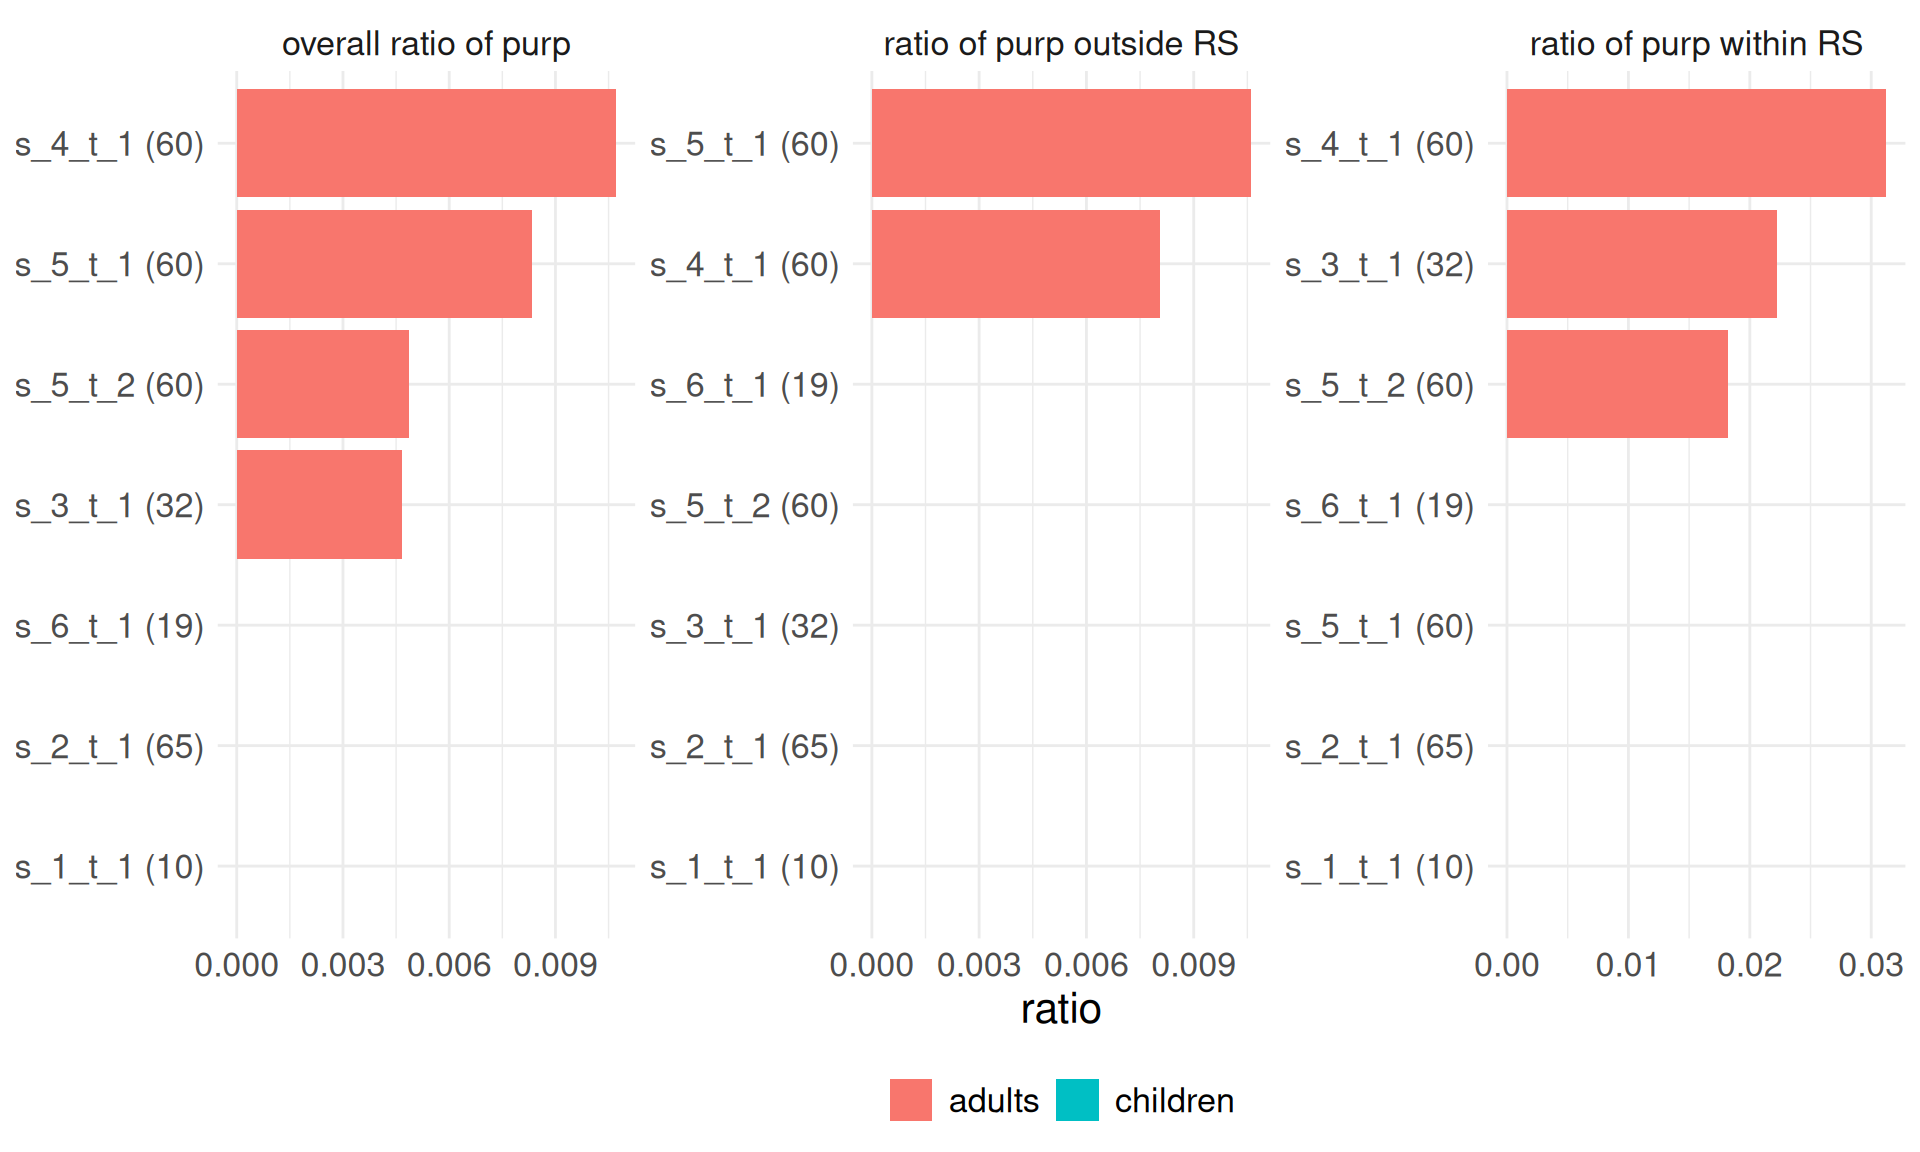 overall ratio of purp
s_4_t_1 (60)
s_5_t_1 (60)
s_5_t_2 (60)
s_3_t_1 (32)
s_6_t_1 (19)
s_2_t_1 (65)
s_1_t_1 (10)
0.000 0.003 0.006 0.009
ratio of purp outside RS
s_5_t_1 (60)
s_4_t_1 (60)
s_6_t_1 (19)
s_5_t_2 (60)
s_3_t_1 (32)
s_2_t_1 (65)
s_1_t_1 (10)
0.000 0.003 0.006 0.009
ratio of purp within RS
s_4_t_1 (60)
s_3_t_1 (32)
s_5_t_2 (60)
s_6_t_1 (19)
s_5_t_1 (60)
s_2_t_1 (65)
s_1_t_1 (10)
0.00 0.01 0.02 0.03
ratio
adults children